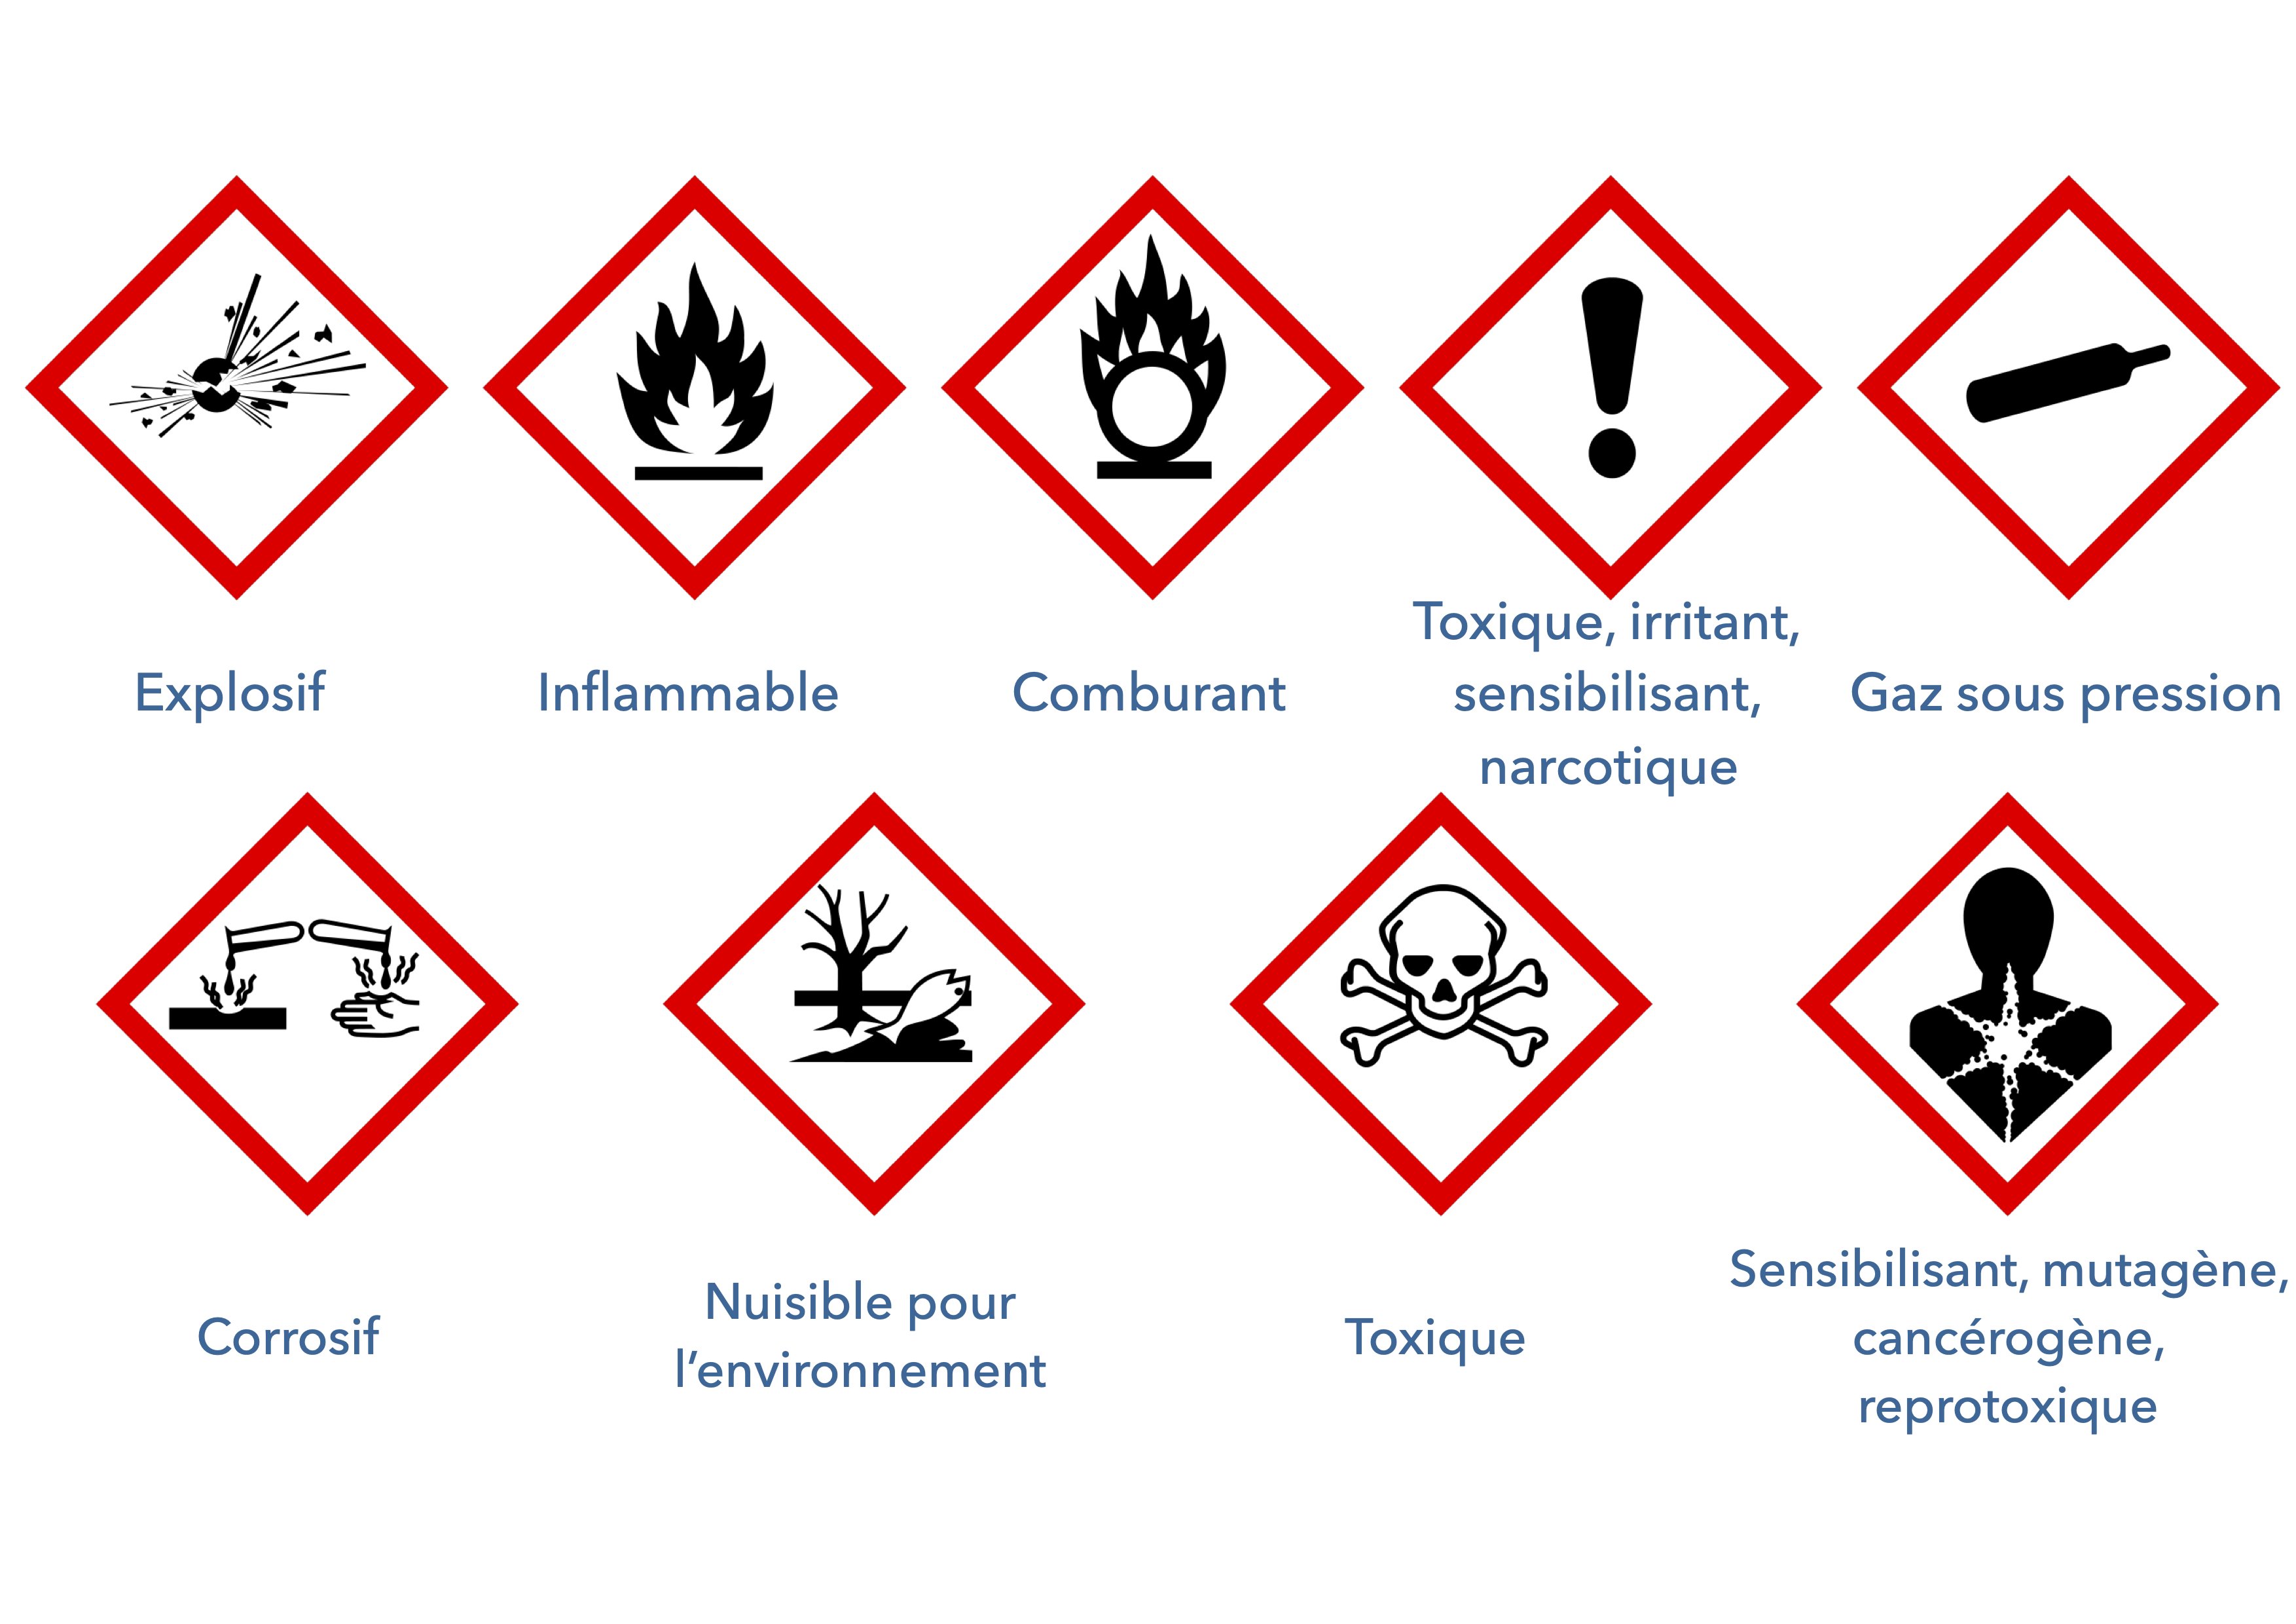 Explosif
Inflammable
Comburant
Toxique, irritant,
sensibilisant,
narcotique
Gaz sous pression
Corrosif
Nuisible pour
l’environnement
Toxique
Sensibilisant, mutagène,
cancérogène,
reprotoxique